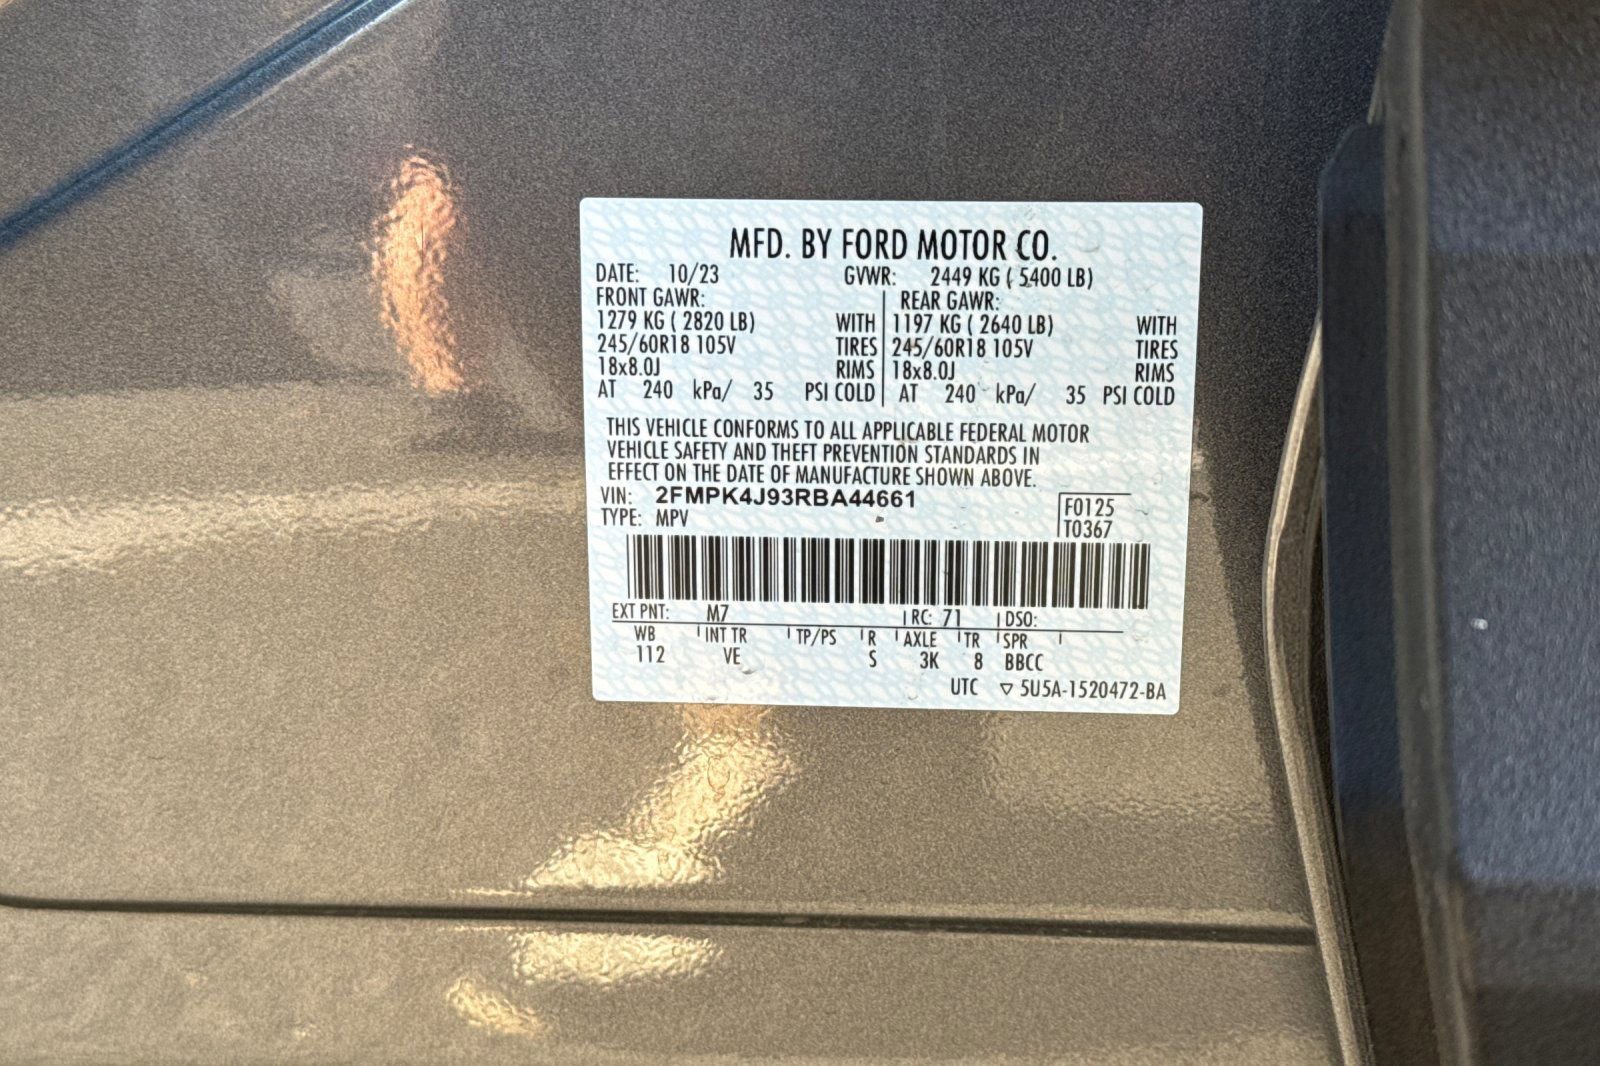 MFD. BY FORD MOTOR CO.
DATE: 10/23 GVWR: 2449 KG ( 5400 LB)
FRONT GAWR: REAR GAWR:
1279 KG ( 2820 LB) WITH 1197 KG ( 2640 LB) WITH
245/60R18 105V TIRES 245/60R18 105V TIRES
18x8.0J RIMS 18x8.0J RIMS
AT 240 kPa/ 35 PSI COLD AT 240 kPa/ 35 PSI COLD
THIS VEHICLE CONFORMS TO ALL APPLICABLE FEDERAL MOTOR
VEHICLE SAFETY AND THEFT PREVENTION STANDARDS IN
EFFECT ON THE DATE OF MANUFACTURE SHOWN ABOVE.
VIN: 2FMPK4J93RBA44661
TYPE: MPV
F0125
T0367
EXT PNT: M7 RC: 71 DSO:
WB INT TR TP/PS R AXLE TR SPR
112 VE S 3K 8 BBCC
UTC ▽ 5U5A-1520472-BA